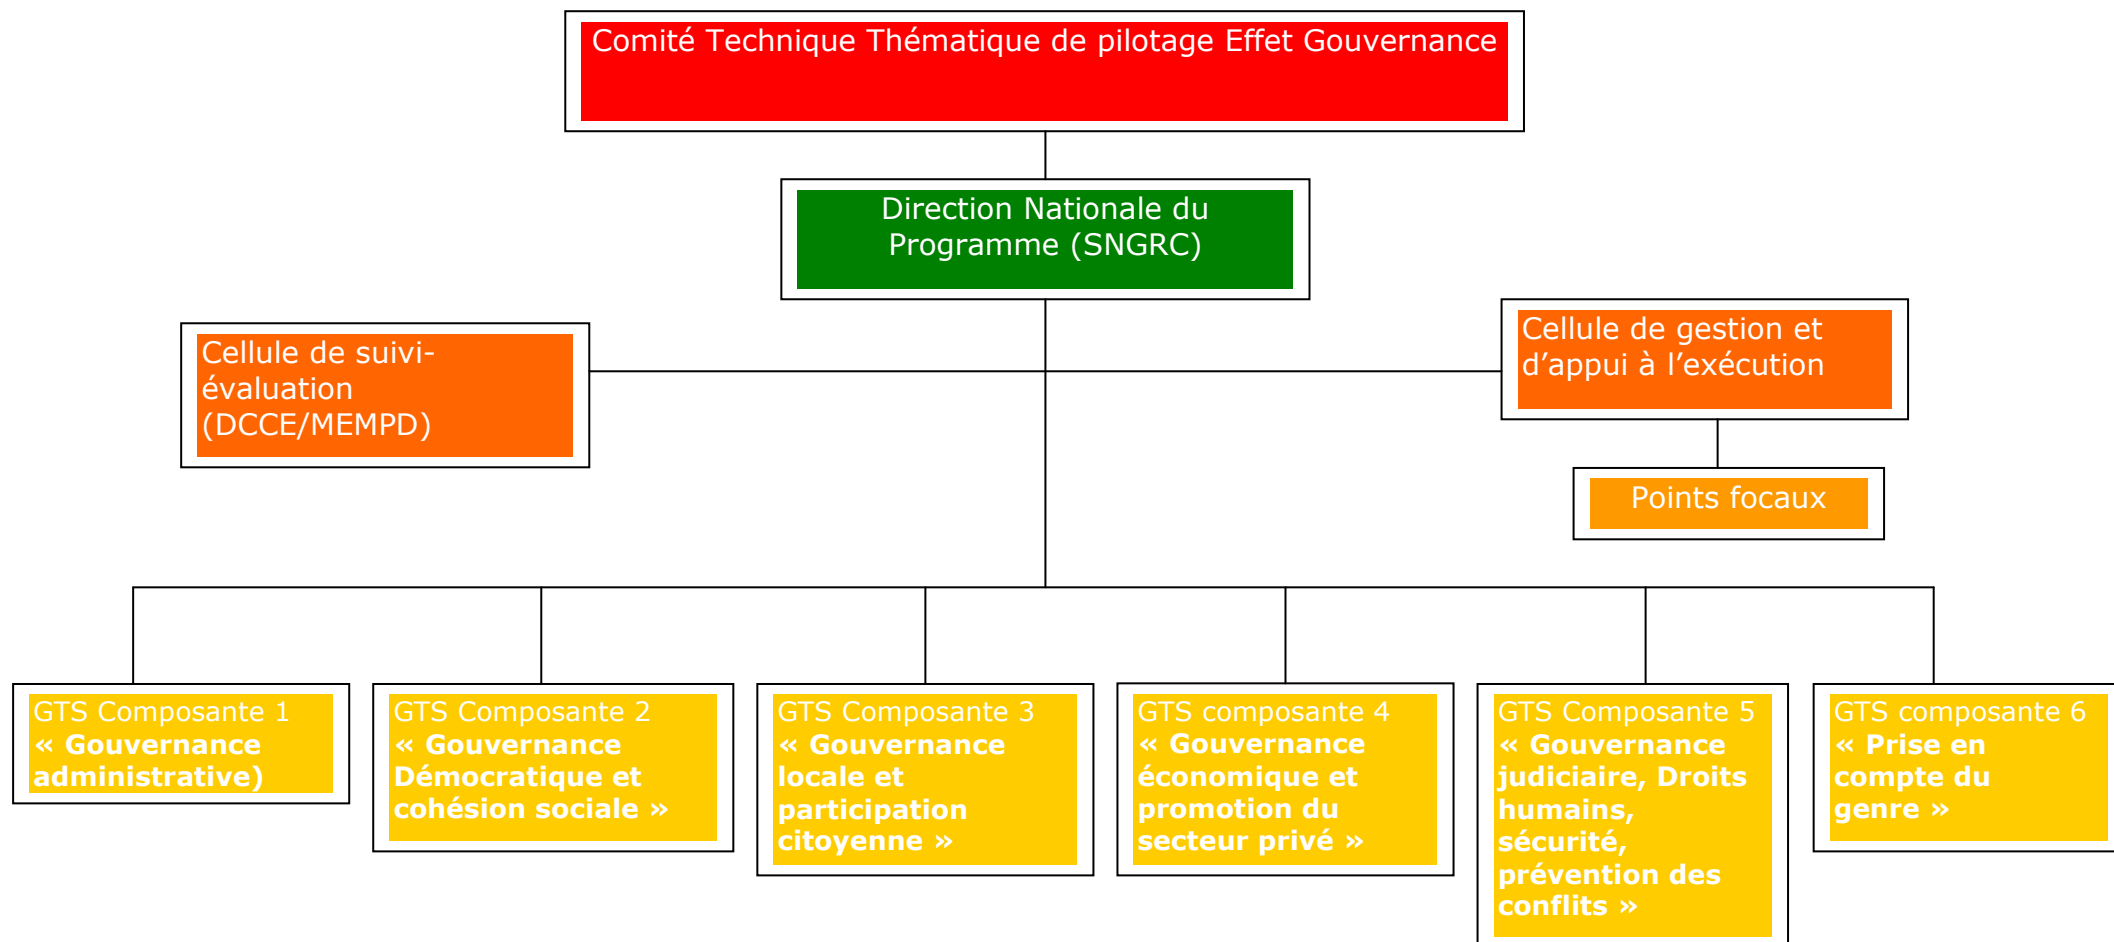 Comité Technique Thématique de pilotage Effet Gouvernance
Direction Nationale du
Programme (SNGRC)
Cellule de suivi-
évaluation
(DCCE/MEMPD)
Cellule de gestion et
d’appui à l’exécution
Points focaux
GTS Composante 1
« Gouvernance
administrative)
GTS Composante 2
« Gouvernance
Démocratique et
cohésion sociale »
GTS Composante 3
« Gouvernance
locale et
participation
citoyenne »
GTS composante 4
« Gouvernance
économique et
promotion du
secteur privé »
GTS Composante 5
« Gouvernance
judiciaire, Droits
humains,
sécurité,
prévention des
conflits »
GTS composante 6
« Prise en
compte du
genre »